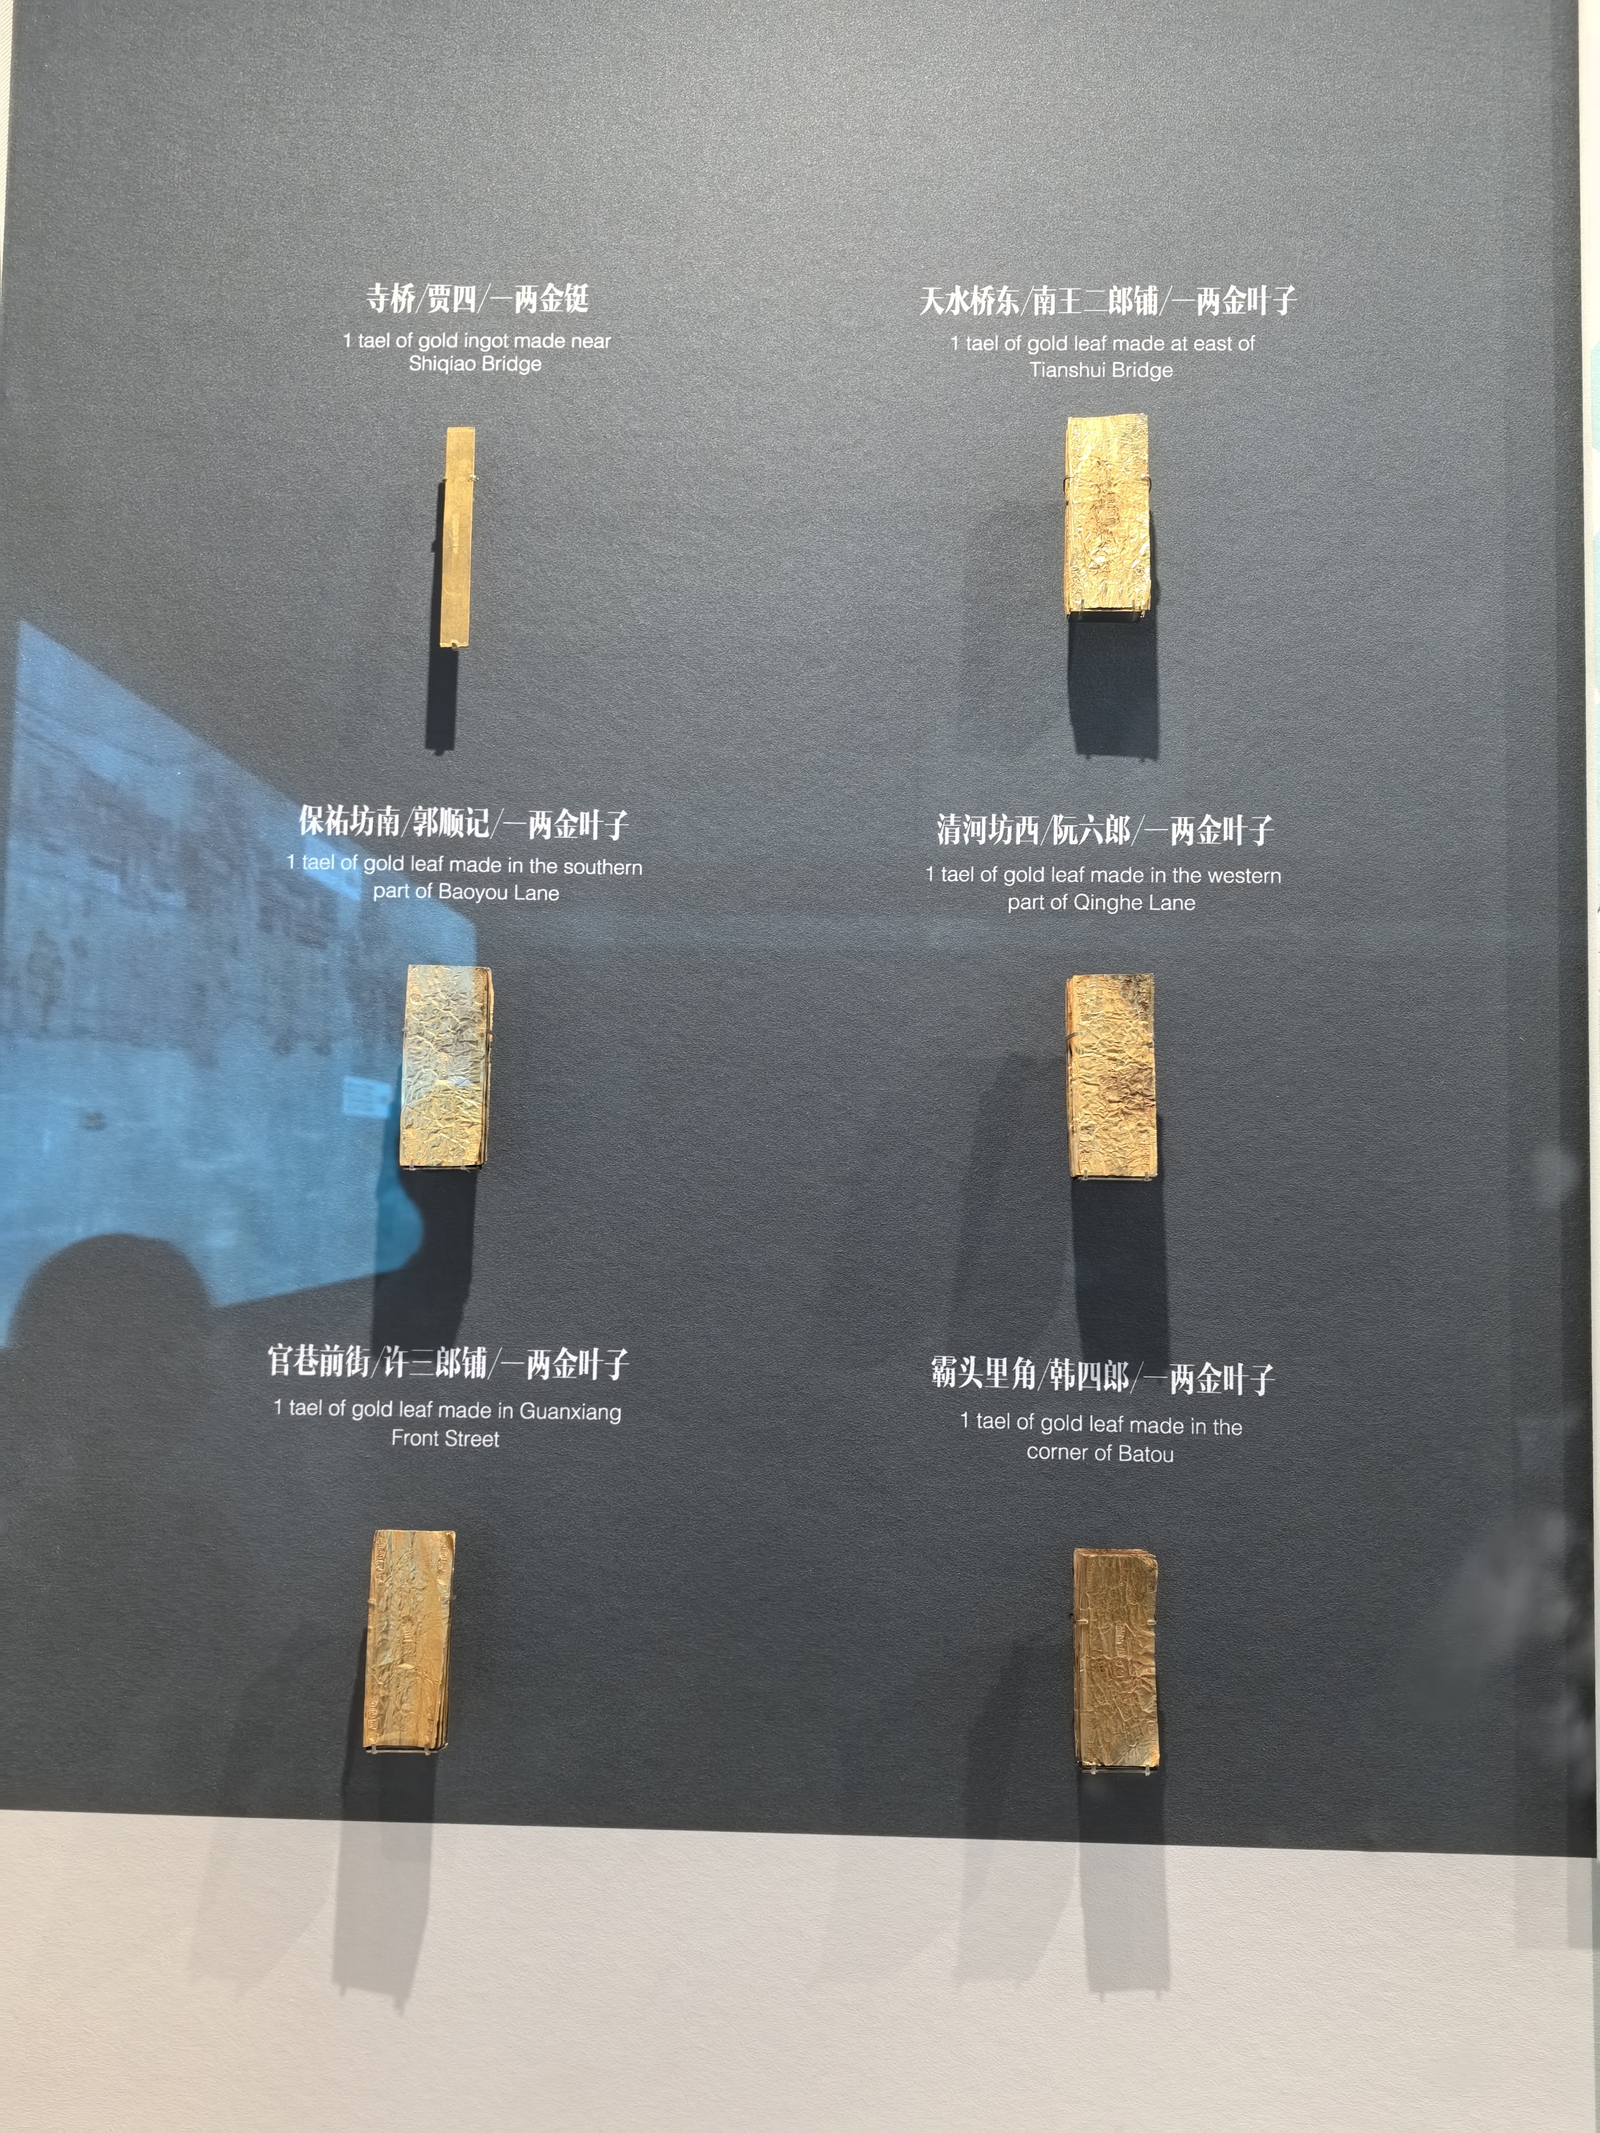 寺桥/贾四/一两金铤
1 tael of gold ingot made near
Shiqiao Bridge
天水桥东/南王二郎铺/一两金叶子
1 tael of gold leaf made at east of
Tianshui Bridge
保祐坊南/郭顺记/一两金叶子
1 tael of gold leaf made in the southern
part of Baoyou Lane
清河坊西/阮六郎/一两金叶子
1 tael of gold leaf made in the western
part of Qinghe Lane
官巷前街/许三郎铺/一两金叶子
1 tael of gold leaf made in Guanxiang
Front Street
霸头里角/韩四郎/一两金叶子
1 tael of gold leaf made in the
corner of Batou